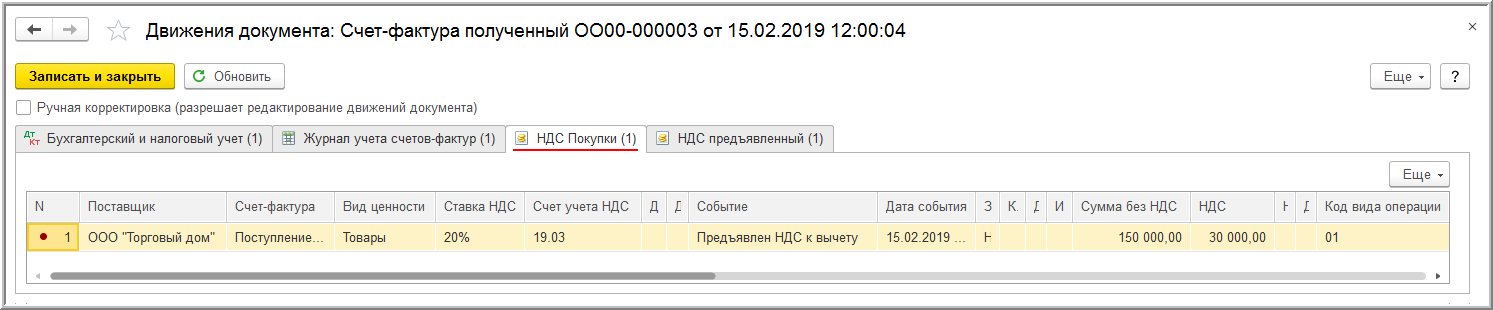 Движения документа: Счет-фактура полученный ОО00-000003 от 15.02.2019 12:00:04
Записать и закрыть Обновить Еще ?
Ручная корректировка (разрешает редактирование движений документа)
Дт Кт Бухгалтерский и налоговый учет (1) Журнал учета счетов-фактур (1) НДС Покупки (1) НДС предъявленный (1)
Еще
N Поставщик Счет-фактура Вид ценности Ставка НДС Счет учета НДС Д Д Событие Дата события З К Д И Сумма без НДС НДС Н Д Код вида операции
1 ООО "Торговый дом" Поступление... Товары 20% 19.03 Предъявлен НДС к вычету 15.02.2019 ... Н 150 000,00 30 000,00 01